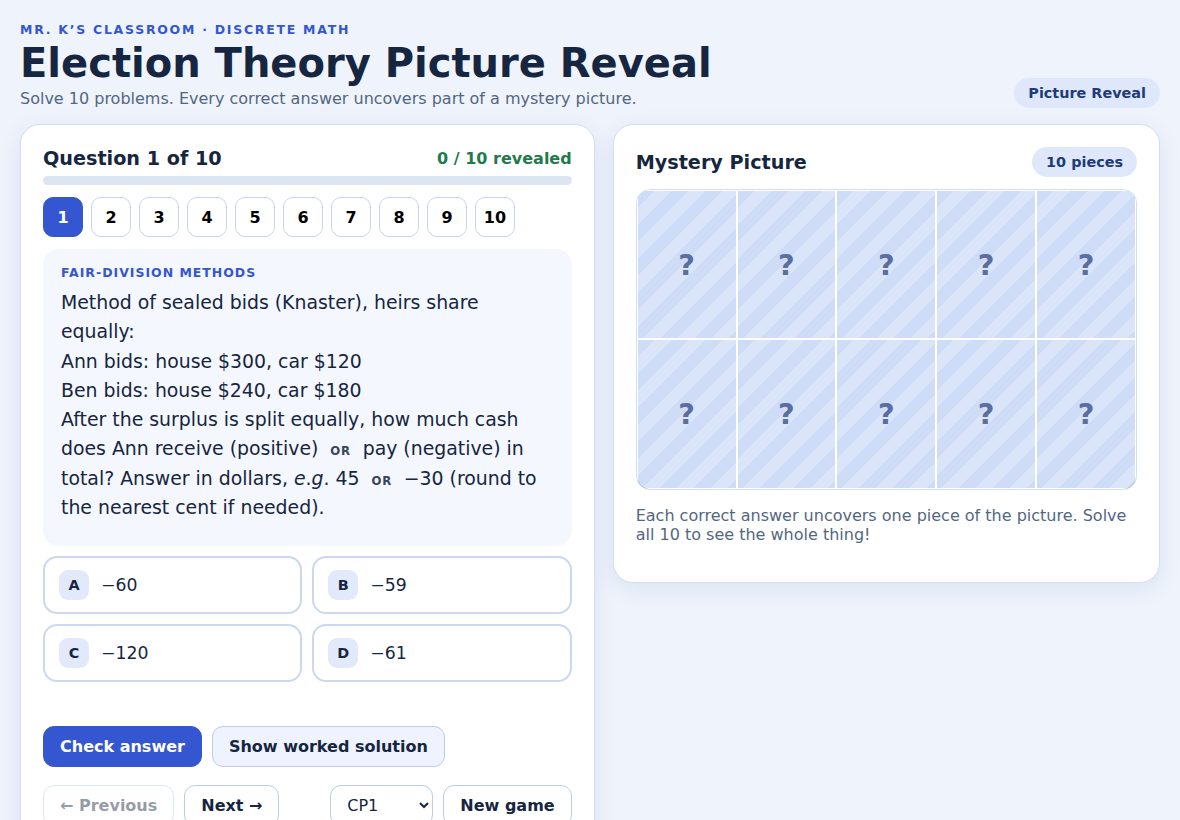 MR. K’S CLASSROOM · DISCRETE MATH
Election Theory Picture Reveal
Solve 10 problems. Every correct answer uncovers part of a mystery picture.
Picture Reveal
Question 1 of 10
0 / 10 revealed
1 2 3 4 5 6 7 8 9 10
FAIR-DIVISION METHODS
Method of sealed bids (Knaster), heirs share
equally:
Ann bids: house $300, car $120
Ben bids: house $240, car $180
After the surplus is split equally, how much cash
does Ann receive (positive) OR pay (negative) in
total? Answer in dollars, e.g. 45 OR −30 (round to
the nearest cent if needed).
A −60
B −59
C −120
D −61
Check answer
Show worked solution
← Previous
Next →
CP1
New game
Mystery Picture
10 pieces
? ? ? ? ?
? ? ? ? ?
Each correct answer uncovers one piece of the picture. Solve
all 10 to see the whole thing!